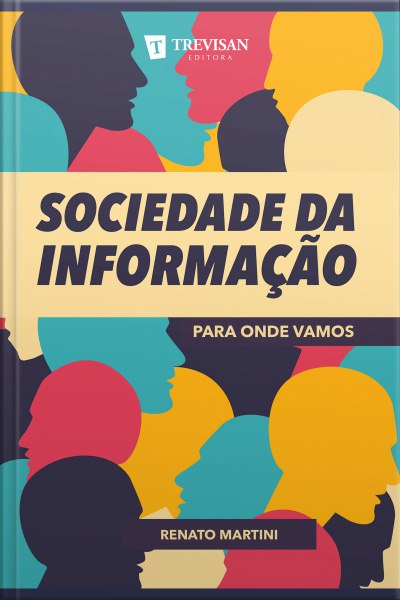 TREVISAN
EDITORA
SOCIEDADE DA
INFORMAÇÃO
PARA ONDE VAMOS
RENATO MARTINI